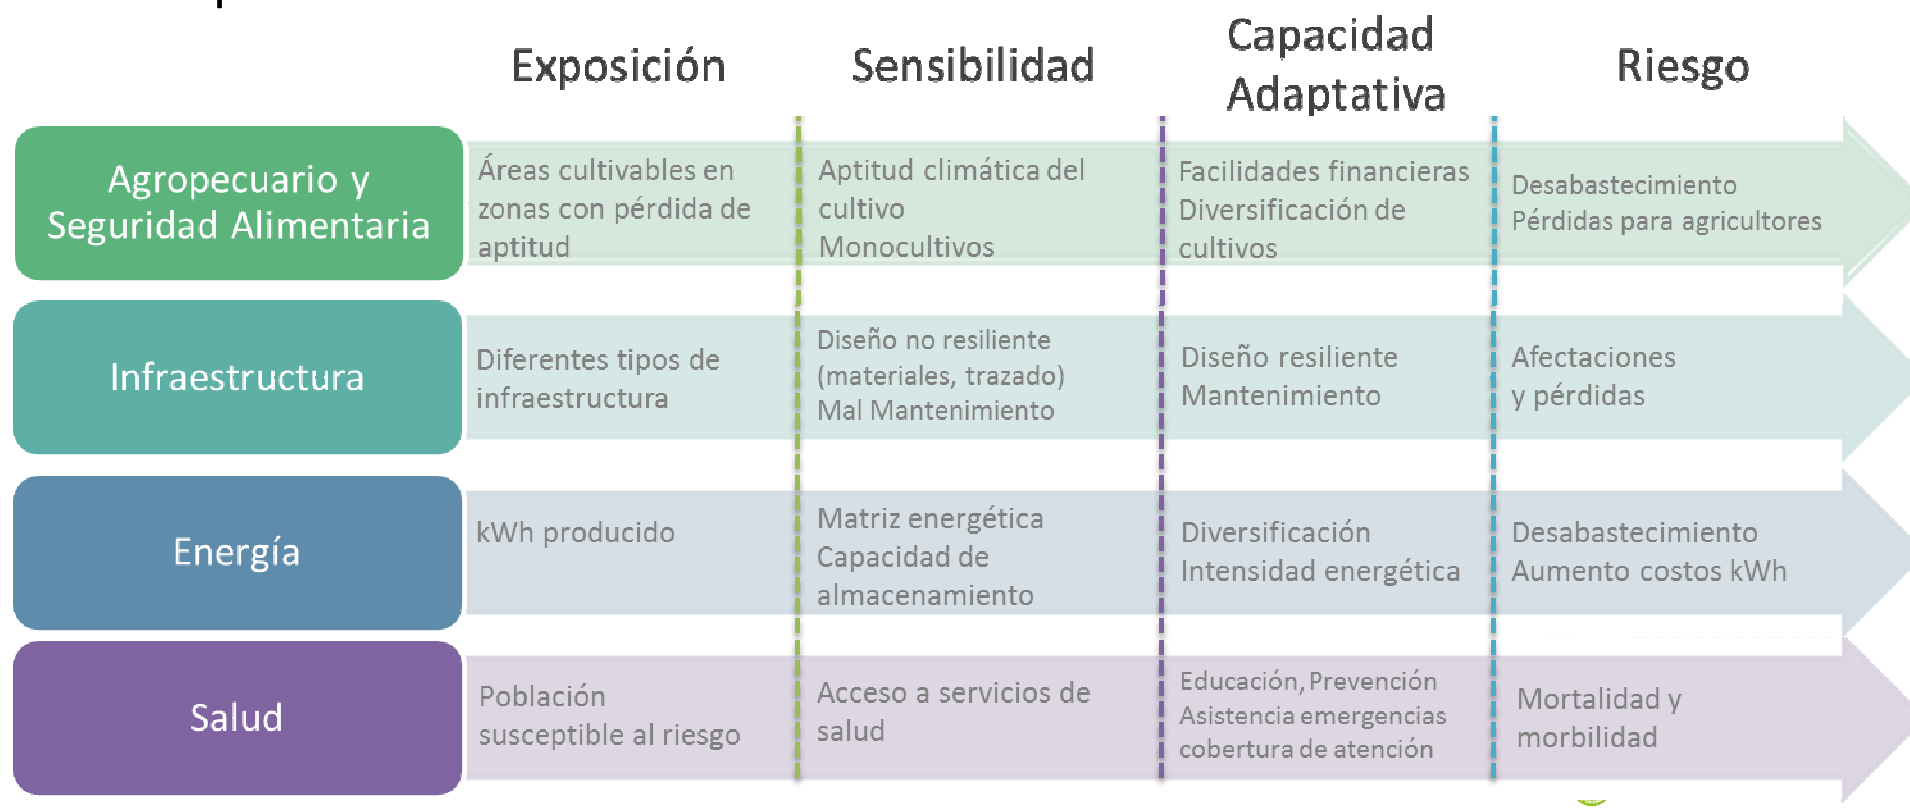 Exposición
Sensibilidad
Capacidad
Adaptativa
Riesgo
Agropecuario y
Seguridad Alimentaria
Áreas cultivables en
zonas con pérdida de
aptitud
Aptitud climática del
cultivo
Monocultivos
Facilidades financieras
Diversificación de
cultivos
Desabastecimiento
Pérdidas para agricultores
Infraestructura
Diferentes tipos de
infraestructura
Diseño no resiliente
(materiales, trazado)
Mal Mantenimiento
Diseño resiliente
Mantenimiento
Afectaciones
y pérdidas
Energía
kWh producido
Matriz energética
Capacidad de
almacenamiento
Diversificación
Intensidad energética
Desabastecimiento
Aumento costos kWh
Salud
Población
susceptible al riesgo
Acceso a servicios de
salud
Educación, Prevención
Asistencia emergencias
cobertura de atención
Mortalidad y
morbilidad